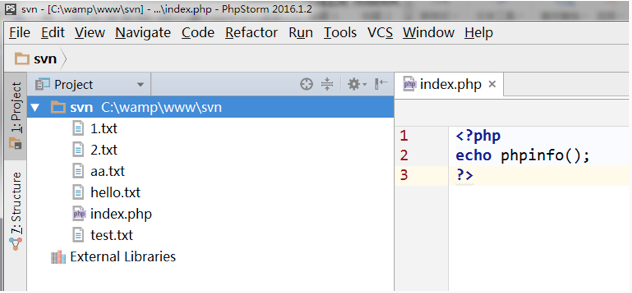 svn - [C:\wamp\www\svn] - ...\index.php - PhpStorm 2016.1.2
File Edit View Navigate Code Refactor Run Tools VCS Window Help
svn
1: Project
7: Structure
Project
svn C:\wamp\www\svn
1.txt
2.txt
aa.txt
hello.txt
index.php
test.txt
External Libraries
index.php
1 <?php
2 echo phpinfo();
3 ?>